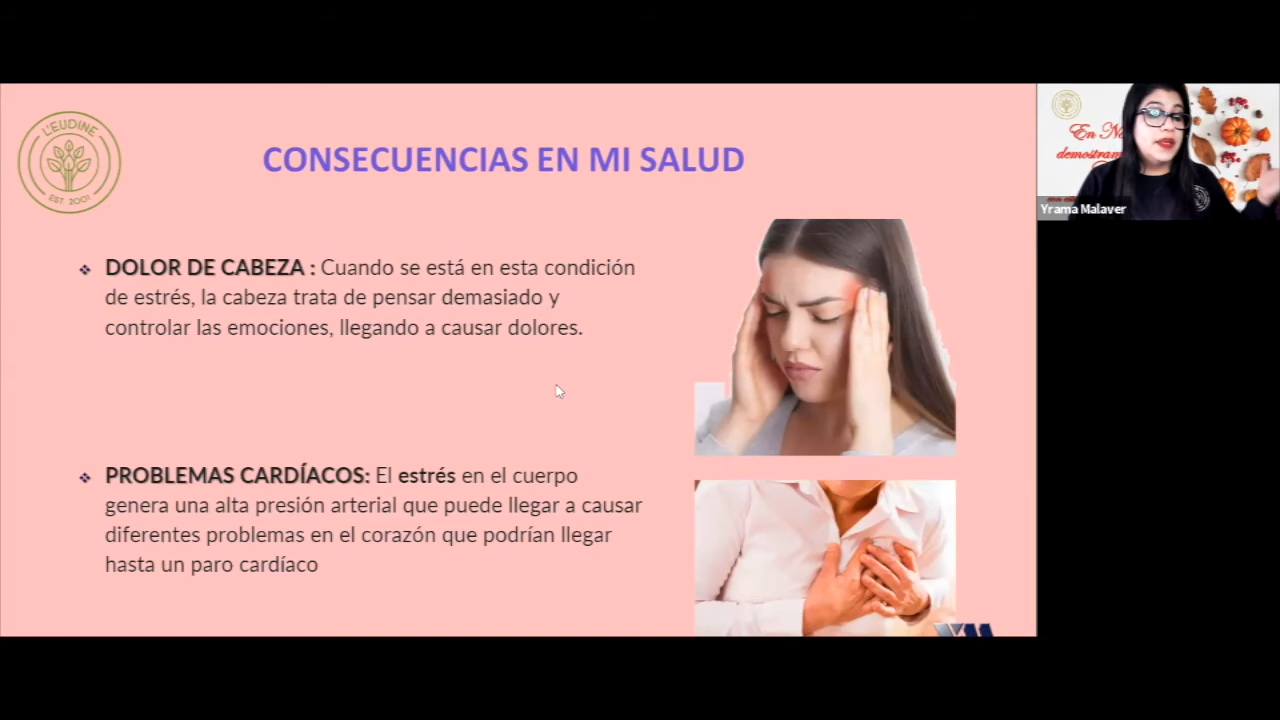 L'EUDINE
EST 2001
CONSECUENCIAS EN MI SALUD
❖ DOLOR DE CABEZA : Cuando se está en esta condición
de estrés, la cabeza trata de pensar demasiado y
controlar las emociones, llegando a causar dolores.
❖ PROBLEMAS CARDÍACOS: El estrés en el cuerpo
genera una alta presión arterial que puede llegar a causar
diferentes problemas en el corazón que podrían llegar
hasta un paro cardíaco
En
Yrama Malaver